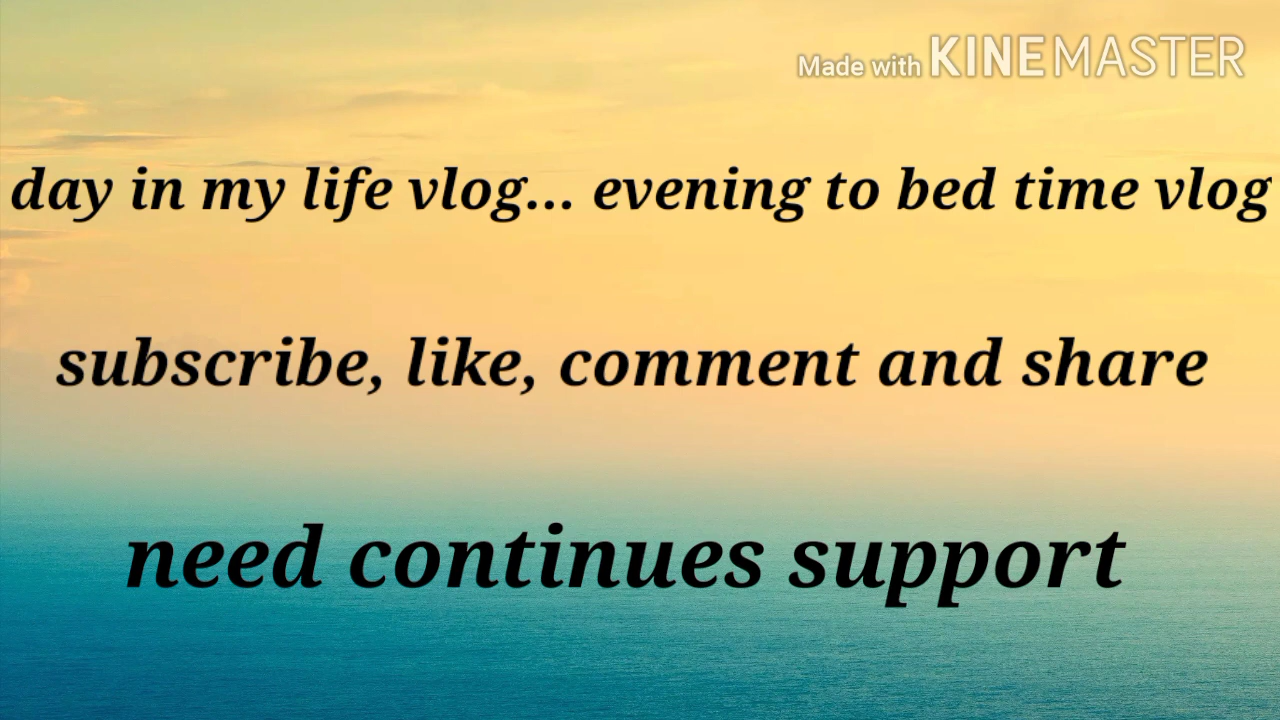 Made with KINEMASTER
day in my life vlog... evening to bed time vlog
subscribe, like, comment and share
need continues support